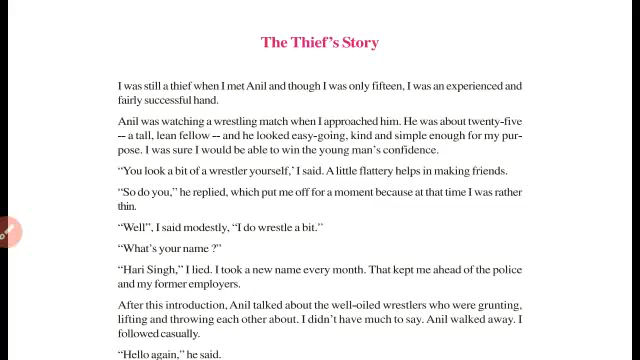 The Thief's Story
I was still a thief when I met Anil and though I was only fifteen, I was an experienced and
fairly successful hand.
Anil was watching a wrestling match when I approached him. He was about twenty-five
-- a tall, lean fellow -- and he looked easy-going, kind and simple enough for my pur-
pose. I was sure I would be able to win the young man's confidence.
“You look a bit of a wrestler yourself,’ I said. A little flattery helps in making friends.
“So do you,” he replied, which put me off for a moment because at that time I was rather
thin.
“Well”, I said modestly, “I do wrestle a bit.”
“What's your name ?”
“Hari Singh,” I lied. I took a new name every month. That kept me ahead of the police
and my former employers.
After this introduction, Anil talked about the well-oiled wrestlers who were grunting,
lifting and throwing each other about. I didn't have much to say. Anil walked away. I
followed casually.
“Hello again,” he said.